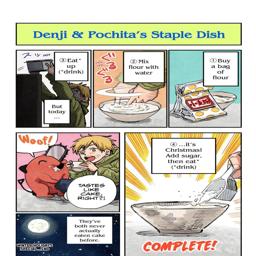 Denji & Pochita's Staple Dish
① Buy
a bag
of
flour
② Mix
flour with
water
③ Eat*
up
(*drink)
But
today
...
④ ...it's
Christmas!
Add sugar,
then eat*
(*drink)
COMPLETE!
Woof!
TASTES
LIKE
CAKE,
RIGHT?!
They've
both never
actually
eaten cake
before.